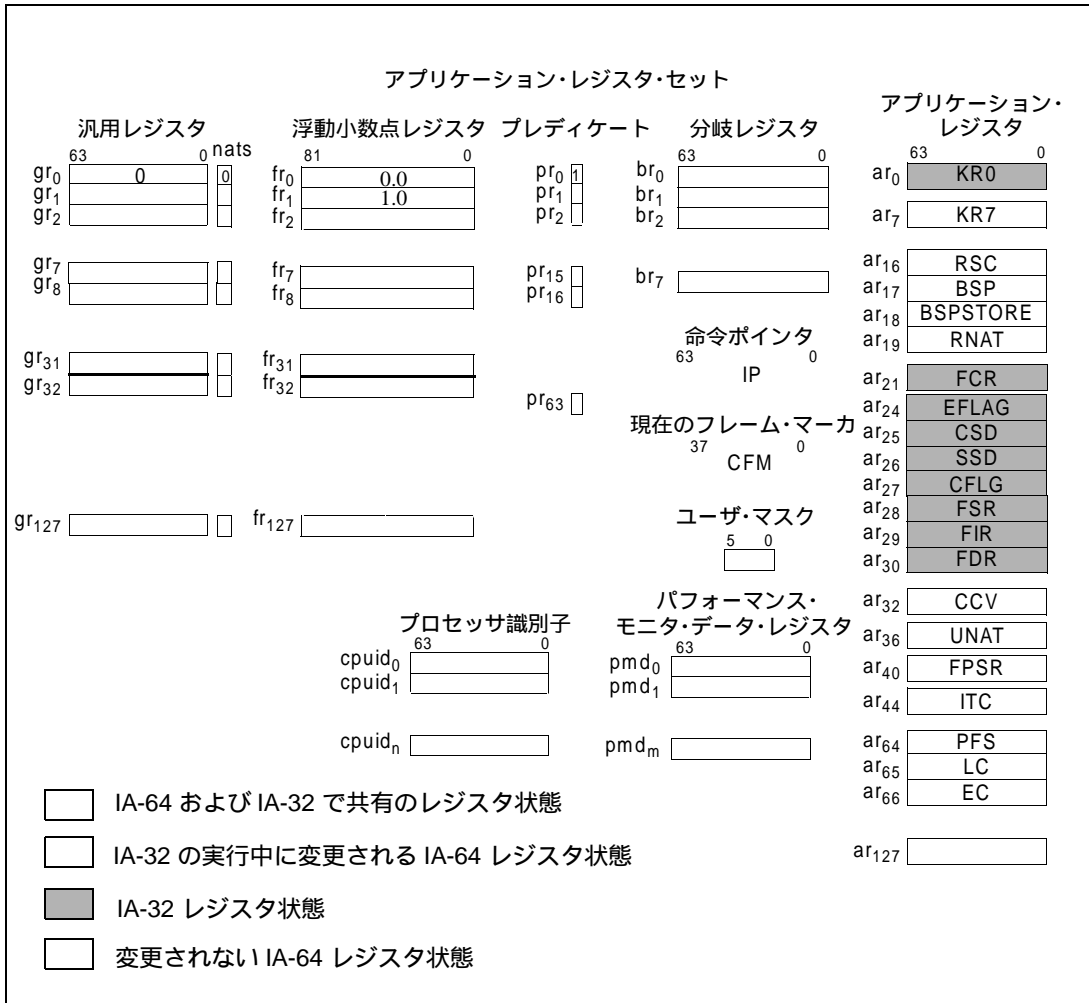 アプリケーション・レジスタ・セット
汎用レジスタ
63 0 nats
gr0 0 0
gr1
gr2
gr7
gr8
gr31
gr32
gr127
浮動小数点レジスタ
81 0
fr0 0.0
fr1 1.0
fr2
fr7
fr8
fr31
fr32
fr127
プレディケート
pr0 1
pr1
pr2
pr15
pr16
pr63
分岐レジスタ
63 0
br0
br1
br2
br7
命令ポインタ
63 0
IP
現在のフレーム・マーカ
37 0
CFM
ユーザ・マスク
5 0
プロセッサ識別子
63 0
cpuid0
cpuid1
cpuidn
パフォーマンス・
モニタ・データ・レジスタ
63 0
pmd0
pmd1
pmdm
アプリケーション・
レジスタ
63 0
ar0 KR0
ar7 KR7
ar16 RSC
ar17 BSP
ar18 BSPSTORE
ar19 RNAT
ar21 FCR
ar24 EFLAG
ar25 CSD
ar26 SSD
ar27 CFLG
ar28 FSR
ar29 FIR
ar30 FDR
ar32 CCV
ar36 UNAT
ar40 FPSR
ar44 ITC
ar64 PFS
ar65 LC
ar66 EC
ar127
IA-64 および IA-32 で共有のレジスタ状態
IA-32 の実行中に変更される IA-64 レジスタ状態
IA-32 レジスタ状態
変更されない IA-64 レジスタ状態